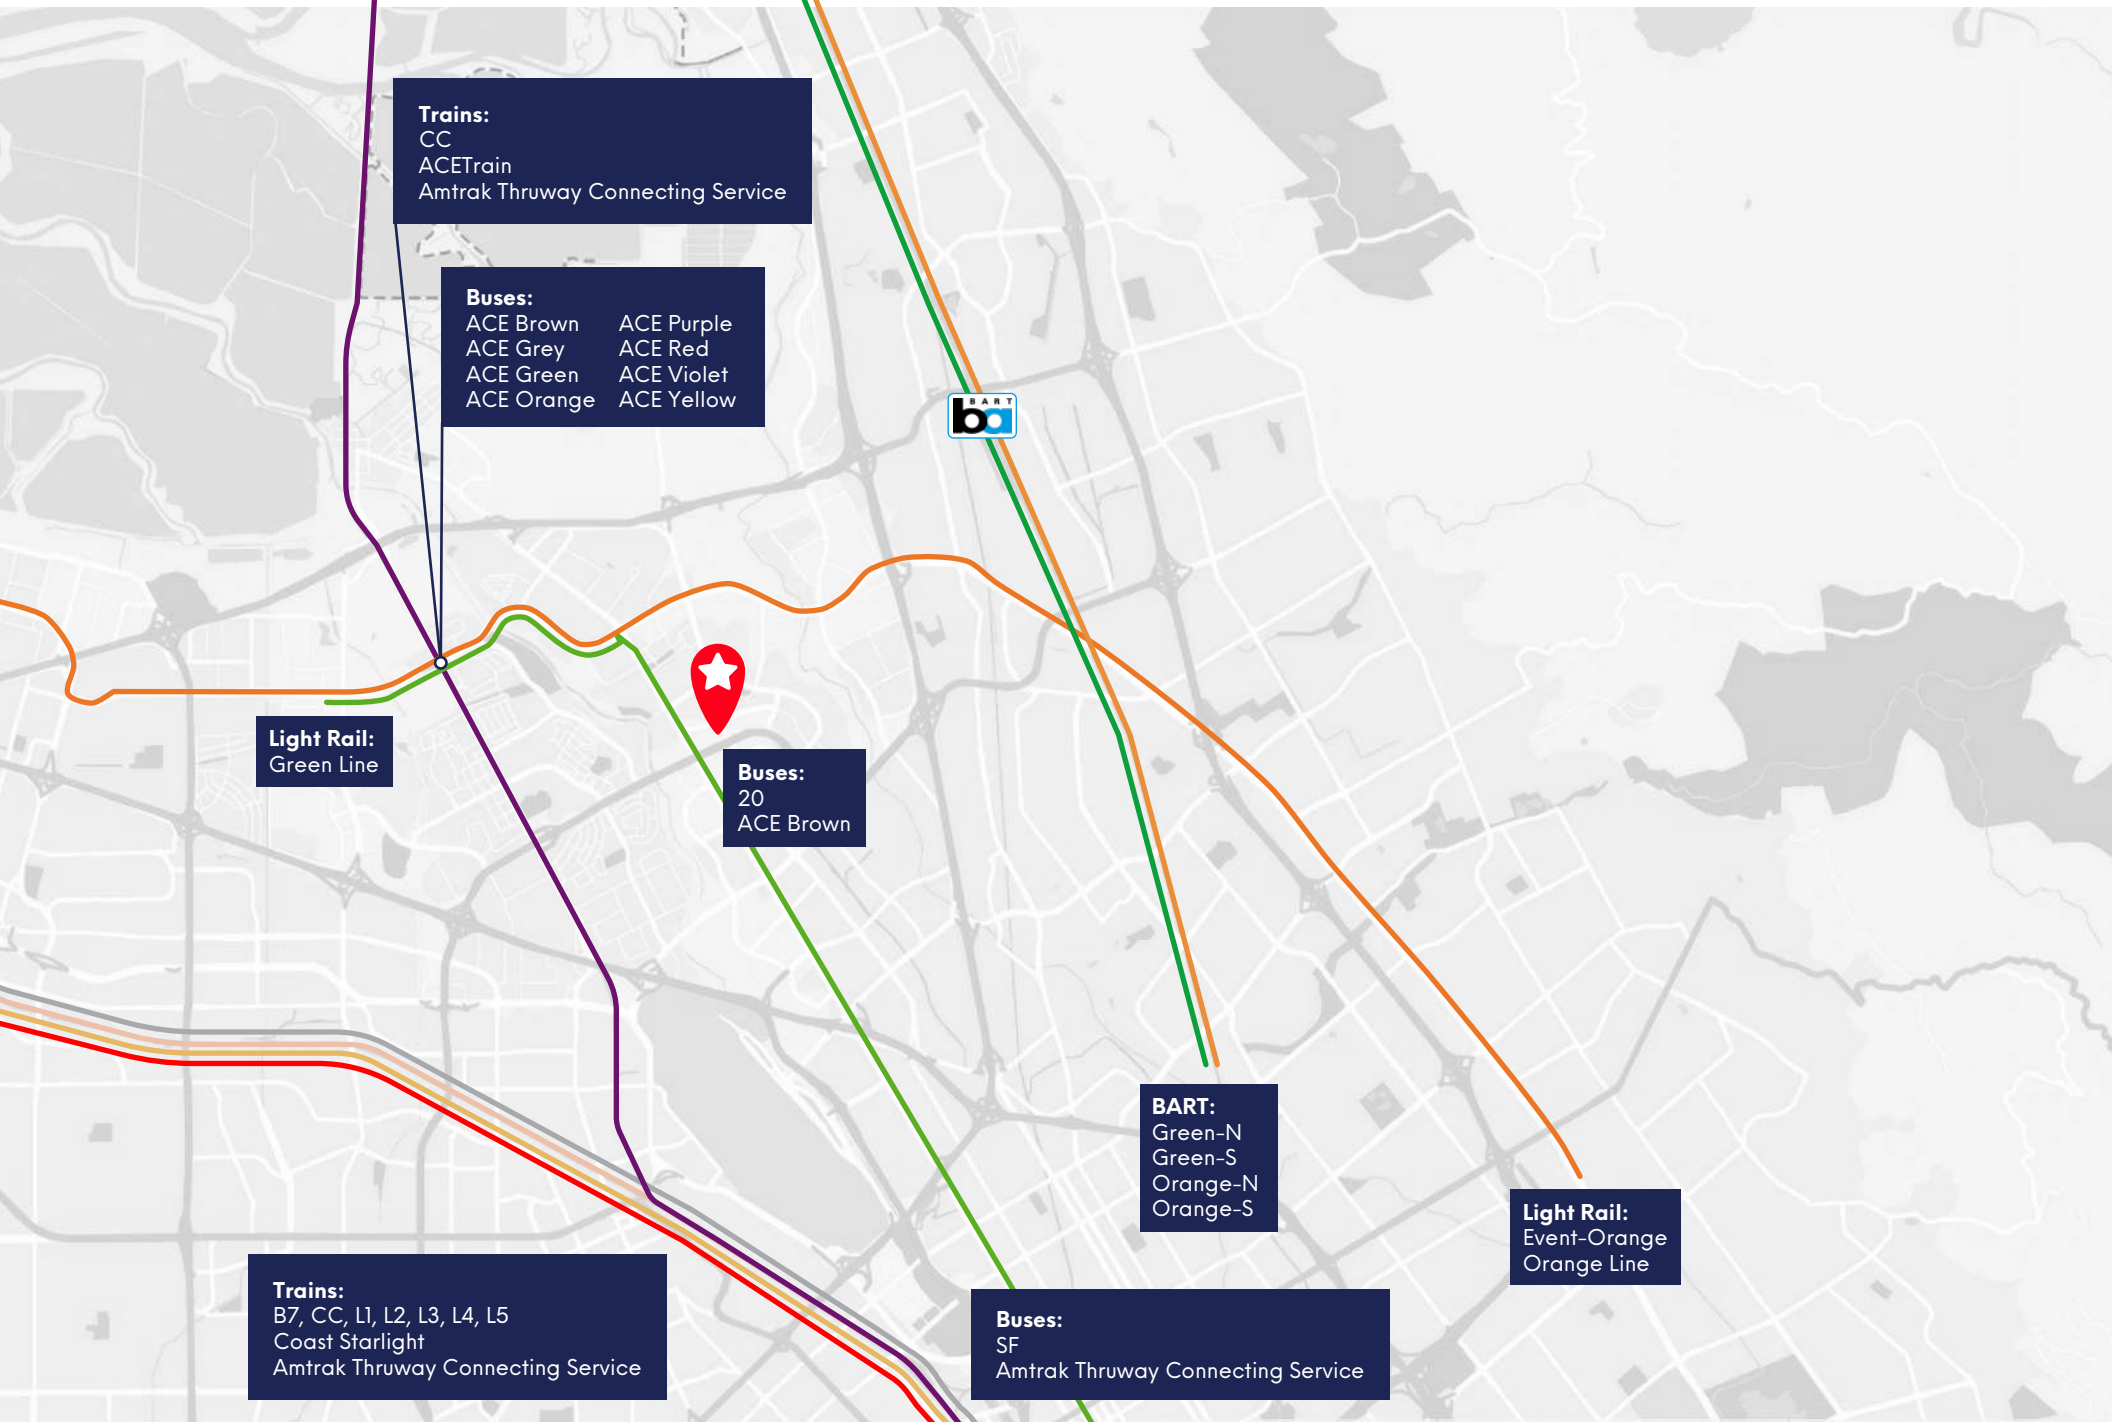 Trains:
CC
ACETrain
Amtrak Thruway Connecting Service
Buses:
ACE Brown
ACE Grey
ACE Green
ACE Orange
ACE Purple
ACE Red
ACE Violet
ACE Yellow
BART
ba
Light Rail:
Green Line
Buses:
20
ACE Brown
BART:
Green-N
Green-S
Orange-N
Orange-S
Light Rail:
Event-Orange
Orange Line
Trains:
B7, CC, L1, L2, L3, L4, L5
Coast Starlight
Amtrak Thruway Connecting Service
Buses:
SF
Amtrak Thruway Connecting Service